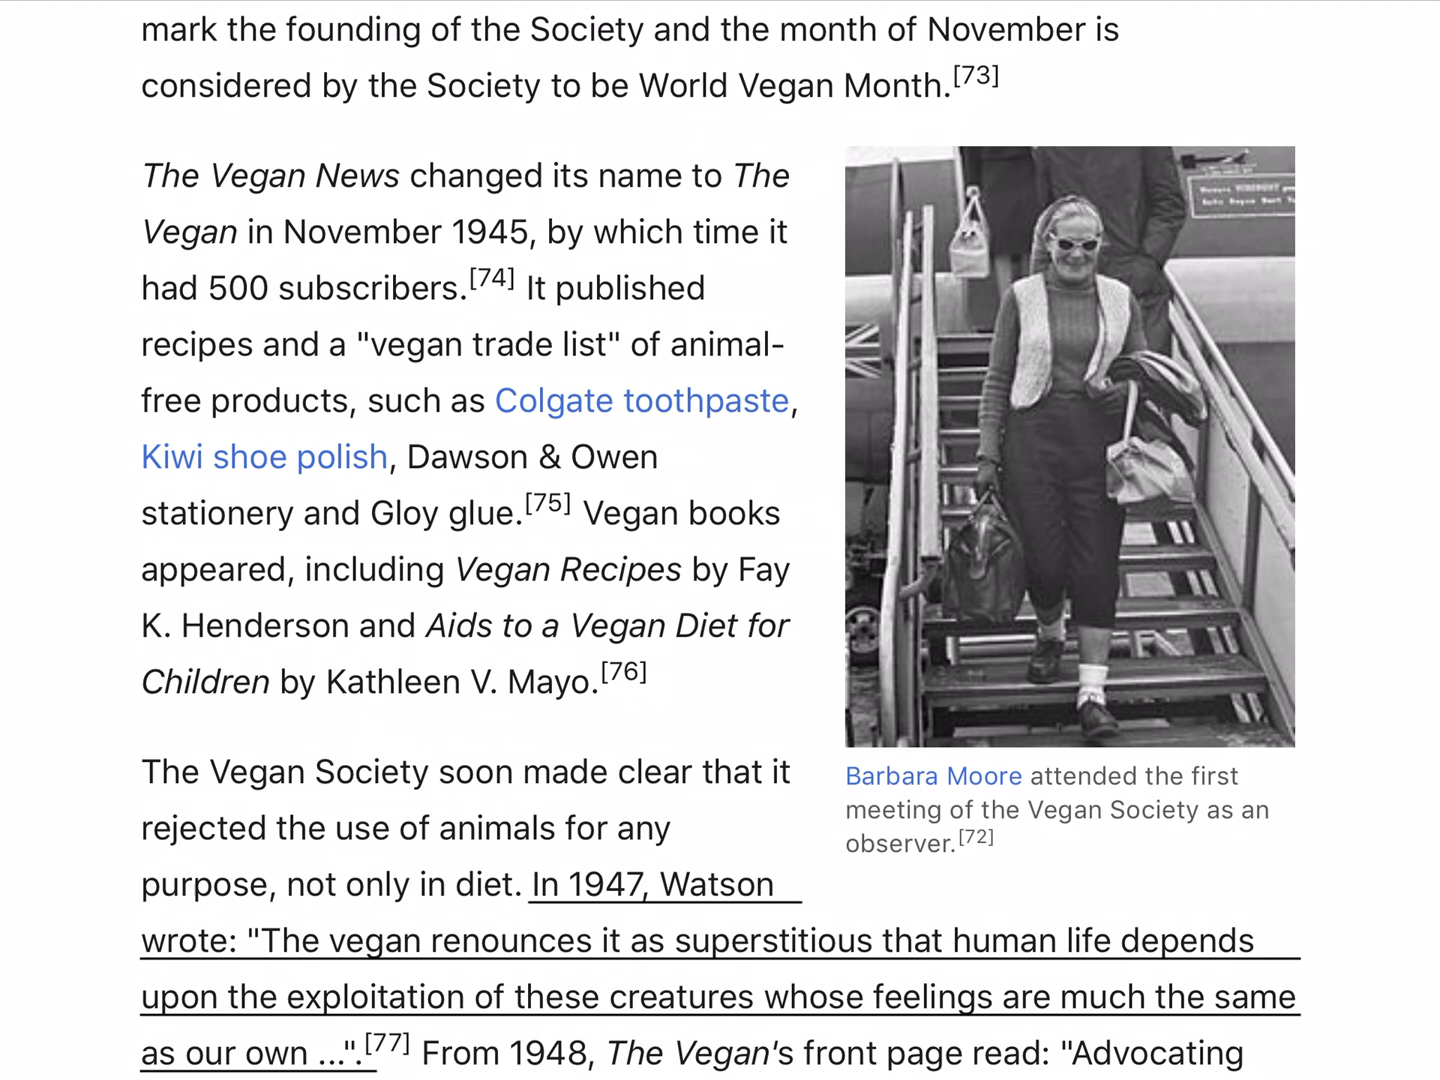 mark the founding of the Society and the month of November is
considered by the Society to be World Vegan Month.[73]
The Vegan News changed its name to The
Vegan in November 1945, by which time it
had 500 subscribers.[74] It published
recipes and a "vegan trade list" of animal-
free products, such as Colgate toothpaste,
Kiwi shoe polish, Dawson & Owen
stationery and Gloy glue.[75] Vegan books
appeared, including Vegan Recipes by Fay
K. Henderson and Aids to a Vegan Diet for
Children by Kathleen V. Mayo.[76]
Barbara Moore attended the first
meeting of the Vegan Society as an
observer.[72]
The Vegan Society soon made clear that it
rejected the use of animals for any
purpose, not only in diet. In 1947, Watson
wrote: "The vegan renounces it as superstitious that human life depends
upon the exploitation of these creatures whose feelings are much the same
as our own ...".[77] From 1948, The Vegan's front page read: "Advocating